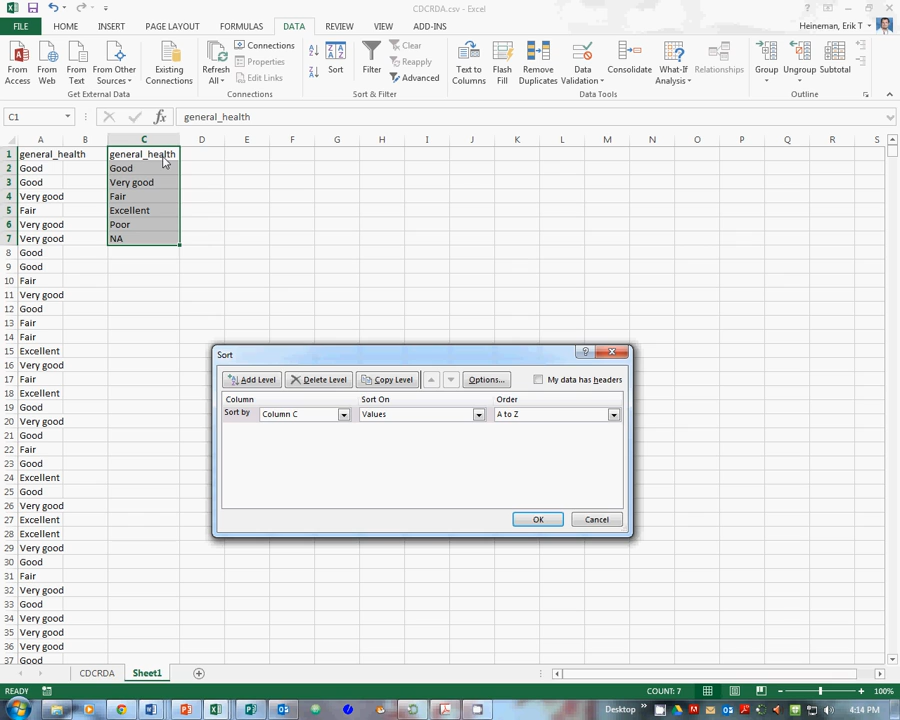 CDCRDA.csv - Excel
FILE HOME INSERT PAGE LAYOUT FORMULAS DATA REVIEW VIEW ADD-INS Heineman, Erik T
From Access From Web From Text From Other Sources Existing Connections Refresh All Connections Properties Edit Links Sort Filter Clear Reapply Advanced Text to Columns Flash Fill Remove Duplicates Data Validation Consolidate What-If Analysis Relationships Group Ungroup Subtotal
Get External Data Connections Sort & Filter Data Tools Outline
C1 fx general_health
A B C D E F G H I J K L M N O P Q R S
1 general_health general_health
2 Good Good
3 Good Very good
4 Very good Fair
5 Fair Excellent
6 Very good Poor
7 Very good NA
8 Good
9 Good
10 Fair
11 Very good
12 Good
13 Fair
14 Fair
15 Excellent
16 Very good
17 Fair
18 Excellent
19 Good
20 Very good
21 Good
22 Fair
23 Good
24 Excellent
25 Good
26 Very good
27 Excellent
28 Excellent
29 Very good
30 Good
31 Fair
32 Very good
33 Good
34 Very good
35 Very good
36 Very good
37 Good
Sort
Add Level Delete Level Copy Level Options... My data has headers
Column Sort On Order
Sort by Column C Values A to Z
OK Cancel
CDCRDA Sheet1
READY COUNT: 7 100%
Desktop 4:14 PM